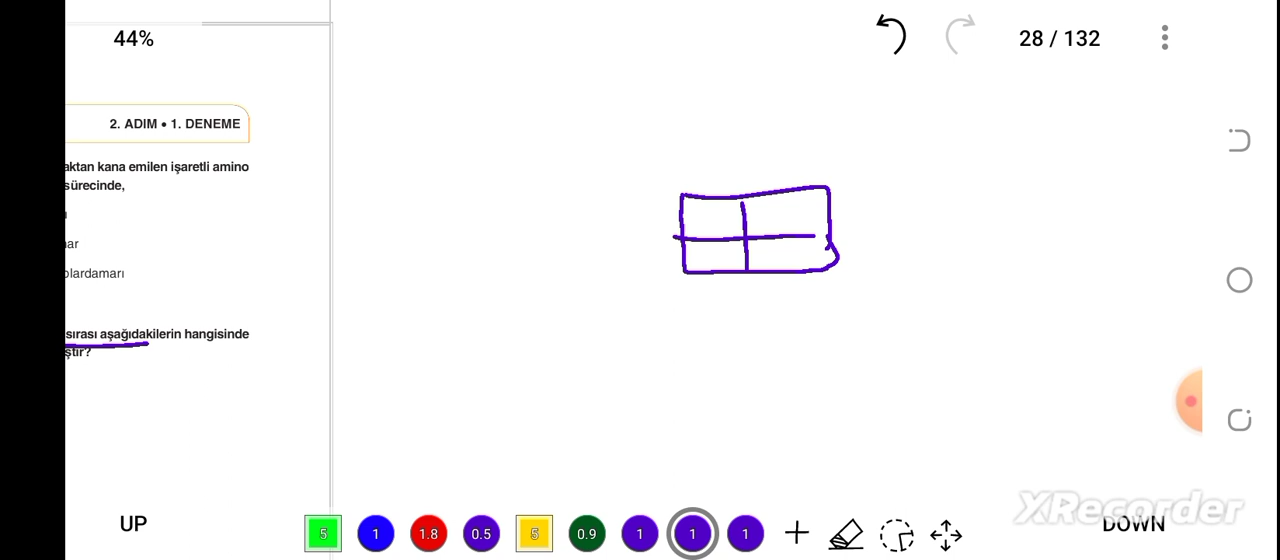 44%
28 / 132
2. ADIM • 1. DENEME
aktan kana emilen işaretli amino
sürecinde,
ı
nar
olardamarı
sırası aşağıdakilerin hangisinde
ştir?
UP
5
1
1.8
0.5
5
0.9
1
1
1
DOWN
XRecorder